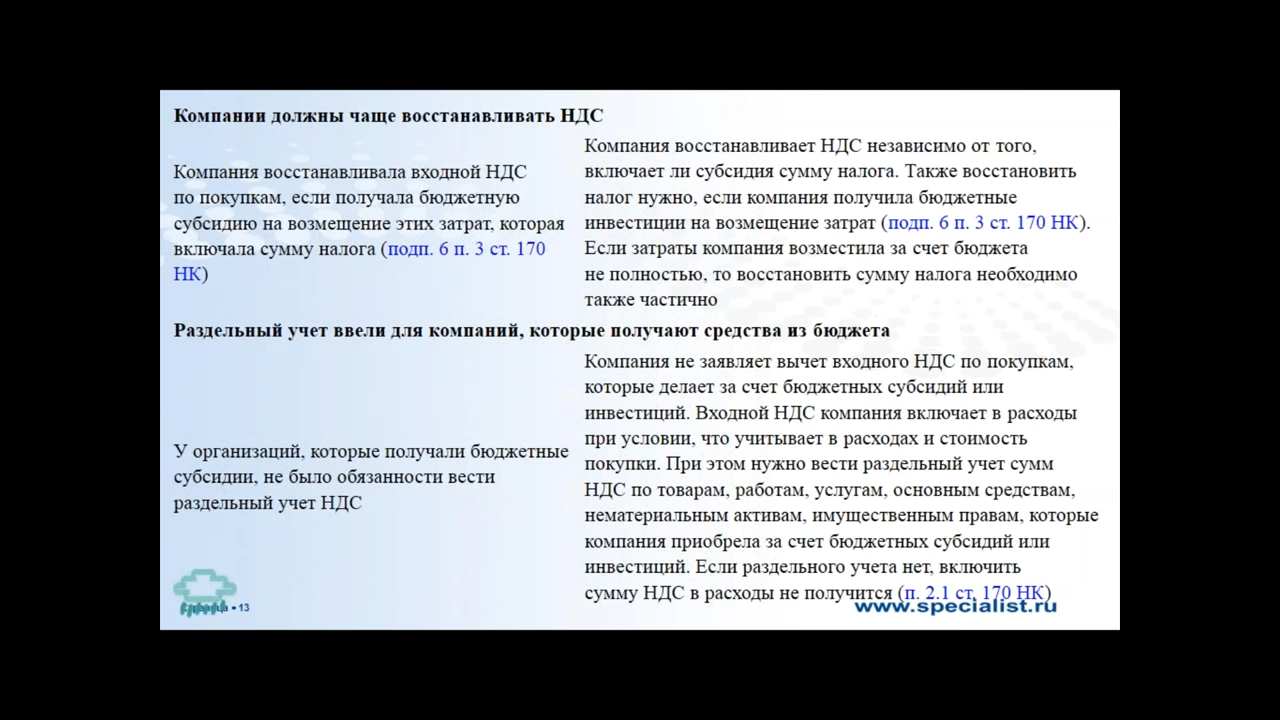 Компании должны чаще восстанавливать НДС
Компания восстанавливала входной НДС
по покупкам, если получала бюджетную
субсидию на возмещение этих затрат, которая
включала сумму налога (подп. 6 п. 3 ст. 170
НК)
Компания восстанавливает НДС независимо от того,
включает ли субсидия сумму налога. Также восстановить
налог нужно, если компания получила бюджетные
инвестиции на возмещение затрат (подп. 6 п. 3 ст. 170 НК).
Если затраты компания возместила за счет бюджета
не полностью, то восстановить сумму налога необходимо
также частично
Раздельный учет ввели для компаний, которые получают средства из бюджета
У организаций, которые получали бюджетные
субсидии, не было обязанности вести
раздельный учет НДС
Компания не заявляет вычет входного НДС по покупкам,
которые делает за счет бюджетных субсидий или
инвестиций. Входной НДС компания включает в расходы
при условии, что учитывает в расходах и стоимость
покупки. При этом нужно вести раздельный учет сумм
НДС по товарам, работам, услугам, основным средствам,
нематериальным активам, имущественным правам, которые
компания приобрела за счет бюджетных субсидий или
инвестиций. Если раздельного учета нет, включить
сумму НДС в расходы не получится (п. 2.1 ст. 170 НК)
▪ 13
www.specialist.ru